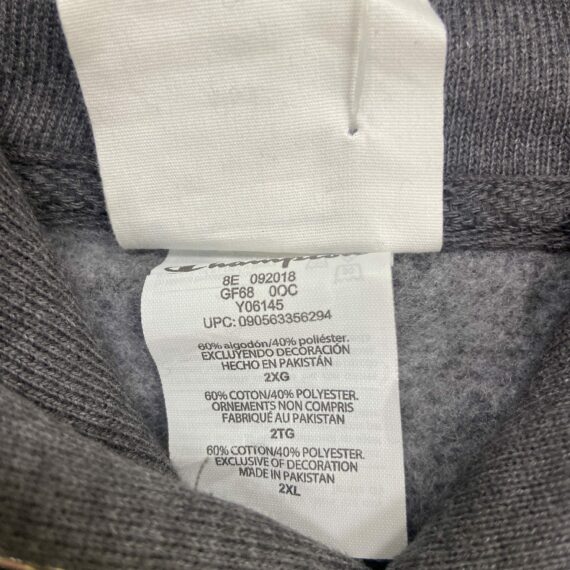 Champion
8E 092018
GF68 0OC
Y06145
UPC: 090563356294
60% algodón/40% poliéster.
EXCLUYENDO DECORACIÓN
HECHO EN PAKISTÁN
2XG
60% COTON/40% POLYESTER.
ORNEMENTS NON COMPRIS
FABRIQUÉ AU PAKISTAN
2TG
60% COTTON/40% POLYESTER.
EXCLUSIVE OF DECORATION
MADE IN PAKISTAN
2XL